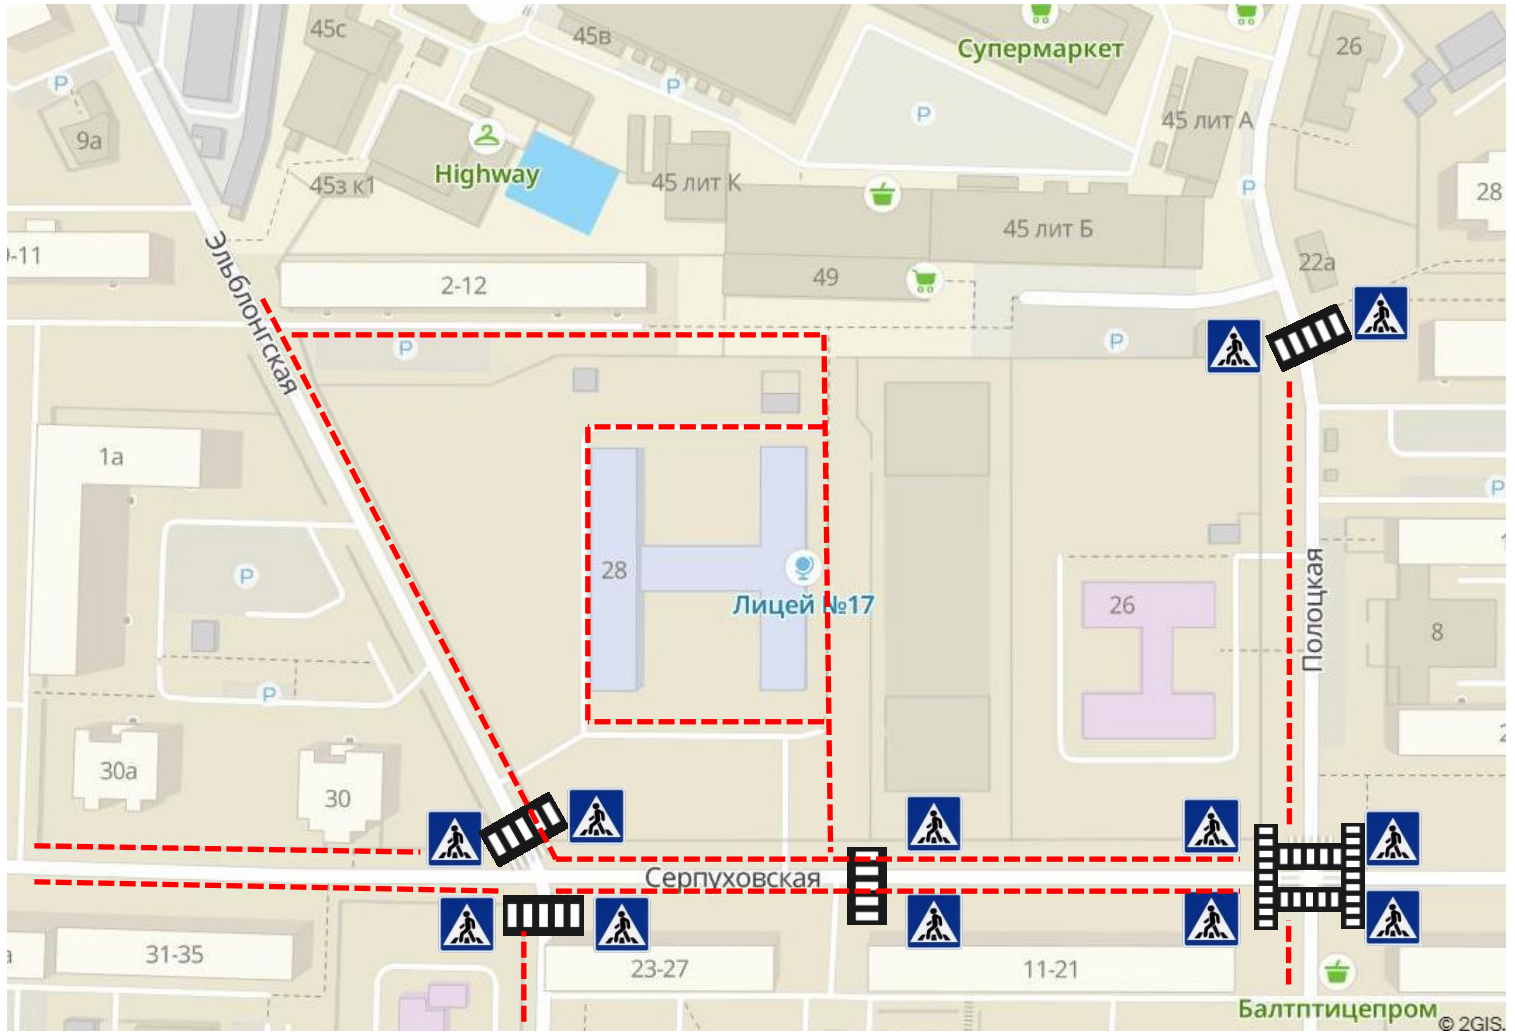 45с
45в
Супермаркет
26
P
P
9а
P
45 лит А
Highway
45з к1
45 лит К
P
28
45 лит Б
9-11
Эльблонгская
2-12
49
22а
P
P
1а
P
28
Лицей №17
P
26
Полоцкая
8
P
30а
30
Серпуховская
31-35
23-27
11-21
Балтптицепром
© 2GIS.